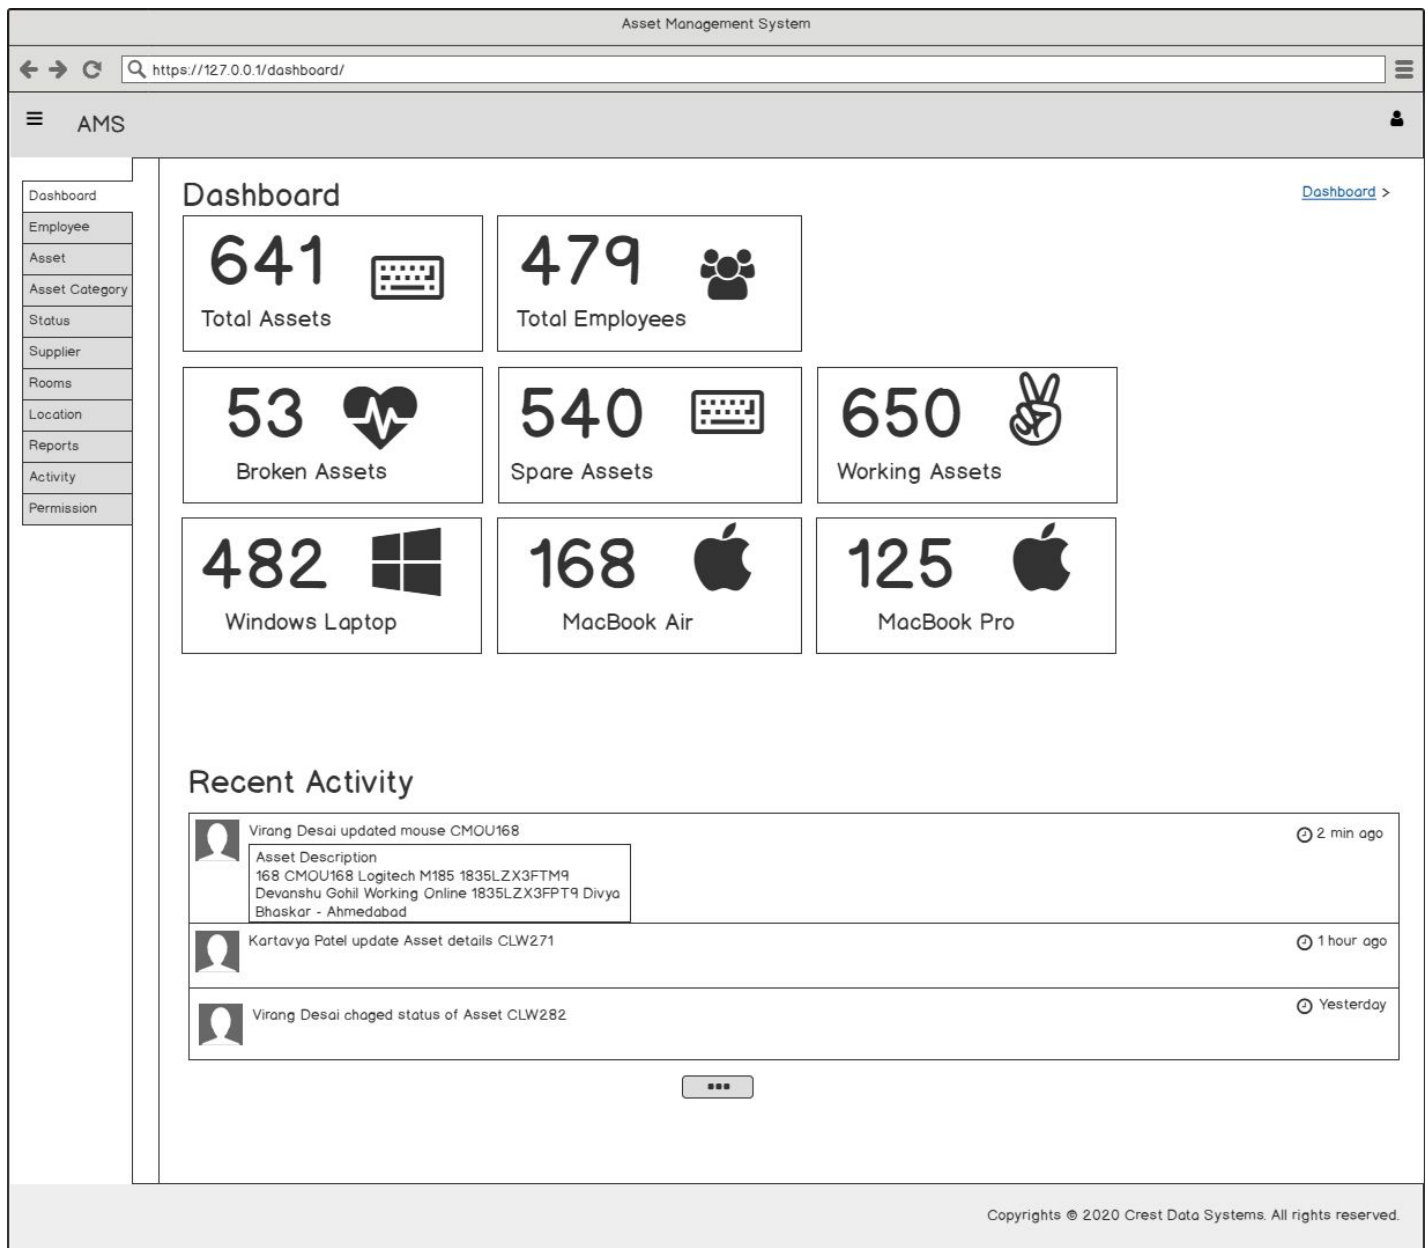 Asset Management System
https://127.0.0.1/dashboard/
AMS
Dashboard
Employee
Asset
Asset Category
Status
Supplier
Rooms
Location
Reports
Activity
Permission
Dashboard
Dashboard >
641
Total Assets
479
Total Employees
53
Broken Assets
540
Spare Assets
650
Working Assets
482
Windows Laptop
168
MacBook Air
125
MacBook Pro
Recent Activity
Virang Desai updated mouse CMOU168
2 min ago
Asset Description
168 CMOU168 Logitech M185 1835LZX3FTM9
Devanshu Gohil Working Online 1835LZX3FPT9 Divya
Bhaskar - Ahmedabad
Kartavya Patel update Asset details CLW271
1 hour ago
Virang Desai chaged status of Asset CLW282
Yesterday
Copyrights © 2020 Crest Data Systems. All rights reserved.